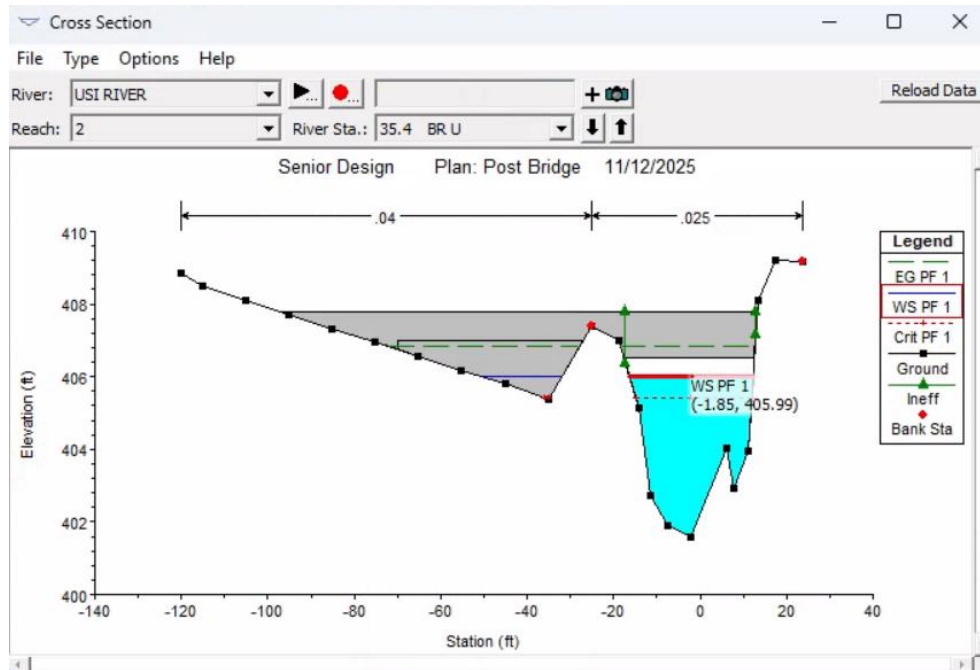 Cross Section
File Type Options Help
River: USI RIVER
Reload Data
Reach: 2 River Sta.: 35.4 BR U
Senior Design Plan: Post Bridge 11/12/2025
.04 .025
Legend
EG PF 1
WS PF 1
Crit PF 1
Ground
Ineff
Bank Sta
410
408
406
404
402
400
Elevation (ft)
WS PF 1
(-1.85, 405.99)
-140 -120 -100 -80 -60 -40 -20 0 20 40
Station (ft)